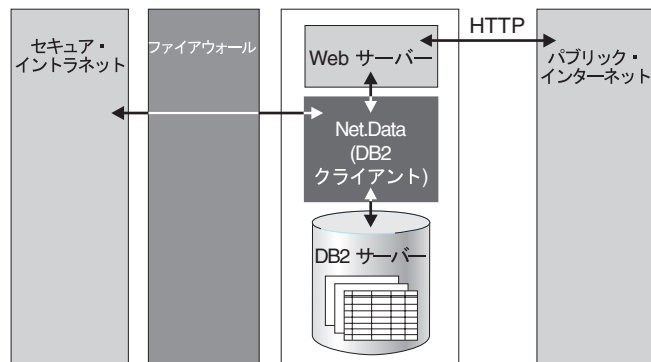 セキュア・
イントラネット
ファイアウォール
Web サーバー
HTTP
パブリック・
インターネット
Net.Data
(DB2
クライアント)
DB2 サーバー